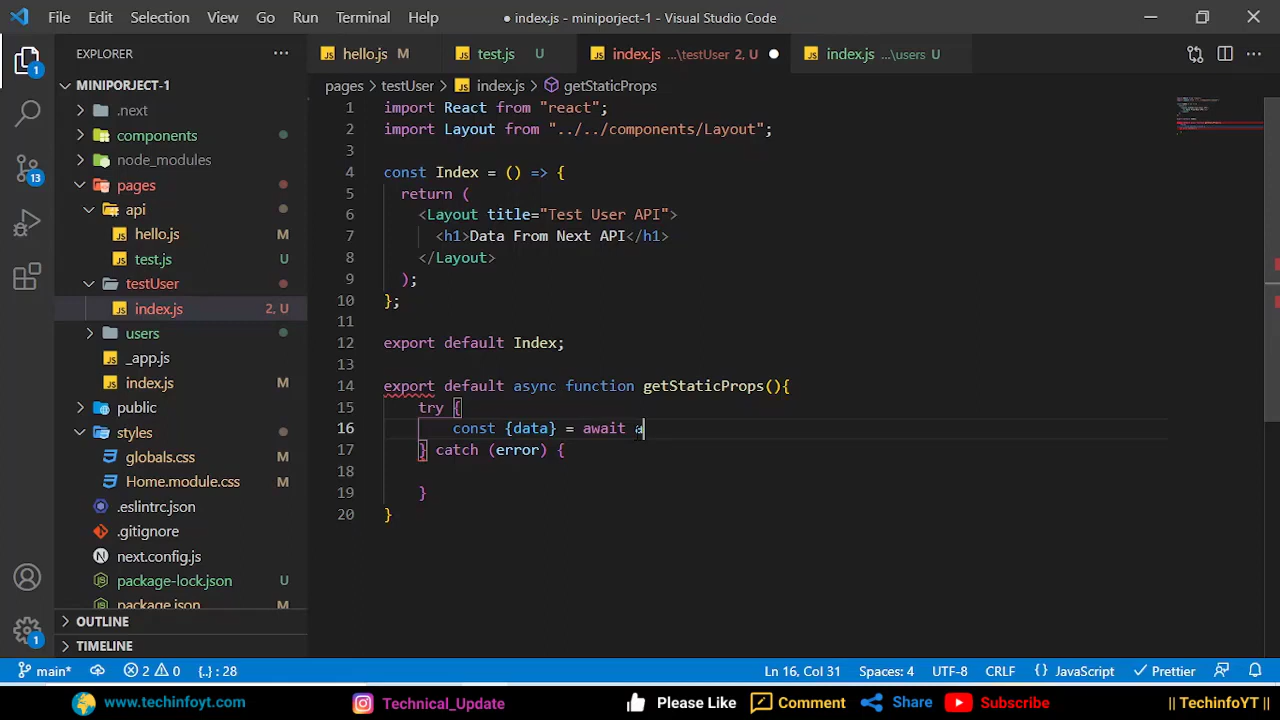 File Edit Selection View Go Run Terminal Help ● index.js - miniporject-1 - Visual Studio Code
EXPLORER
hello.js M test.js U index.js ...\testUser 2, U index.js ...\users U
MINIPORJECT-1
pages > testUser > index.js > getStaticProps
.next
components
node_modules
pages
api
hello.js M
test.js U
testUser
index.js 2, U
users
_app.js
index.js M
public
styles
globals.css M
Home.module.css M
.eslintrc.json
.gitignore
next.config.js
package-lock.json U
package.json M
OUTLINE
TIMELINE
1
13
1
1 import React from "react";
2 import Layout from "../../components/Layout";
3
4 const Index = () => {
5 return (
6 <Layout title="Test User API">
7 <h1>Data From Next API</h1>
8 </Layout>
9 );
10 };
11
12 export default Index;
13
14 export default async function getStaticProps(){
15 try {
16 const {data} = await a
17 } catch (error) {
18
19 }
20 }
main* 2 0 {..} : 28 Ln 16, Col 31 Spaces: 4 UTF-8 CRLF {} JavaScript Prettier
www.techinfoyt.com Technical_Update Please Like Comment Share Subscribe || TechinfoYT ||